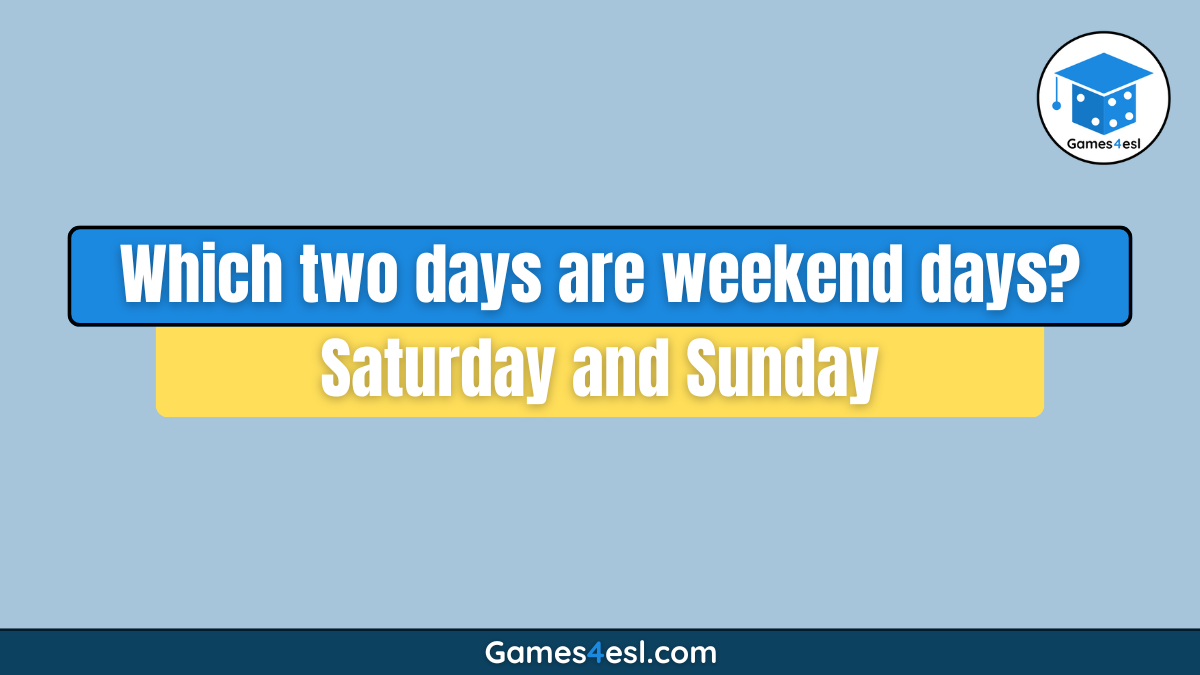 Games4esl
Which two days are weekend days?
Saturday and Sunday
Games4esl.com